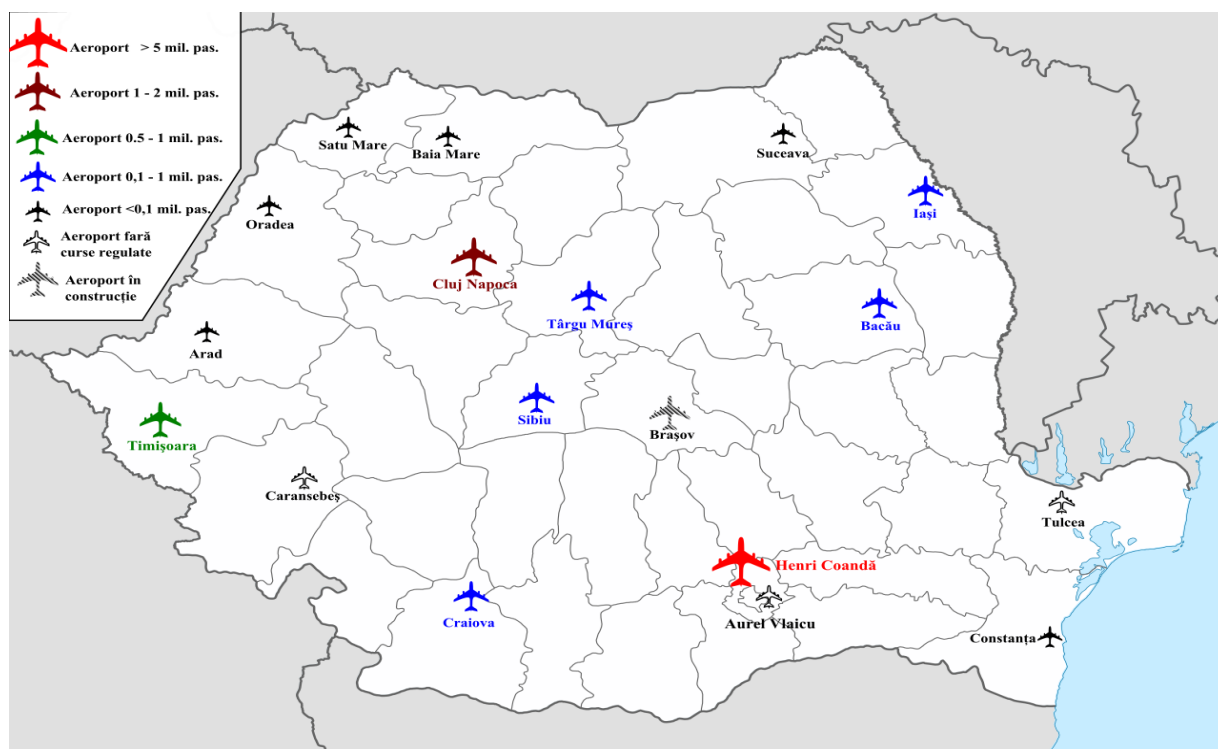 Aeroport > 5 mil. pas.
Aeroport 1 - 2 mil. pas.
Aeroport 0.5 - 1 mil. pas.
Aeroport 0,1 - 1 mil. pas.
Aeroport <0,1 mil. pas.
Aeroport fară
curse regulate
Aeroport în
construcție
Satu Mare
Baia Mare
Suceava
Iași
Oradea
Cluj Napoca
Târgu Mureș
Bacău
Arad
Timișoara
Sibiu
Brașov
Caransebeș
Tulcea
Henri Coandă
Craiova
Aurel Vlaicu
Constanța